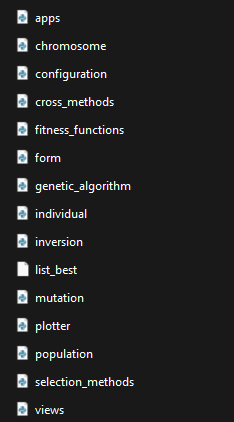 apps
chromosome
configuration
cross_methods
fitness_functions
form
genetic_algorithm
individual
inversion
list_best
mutation
plotter
population
selection_methods
views